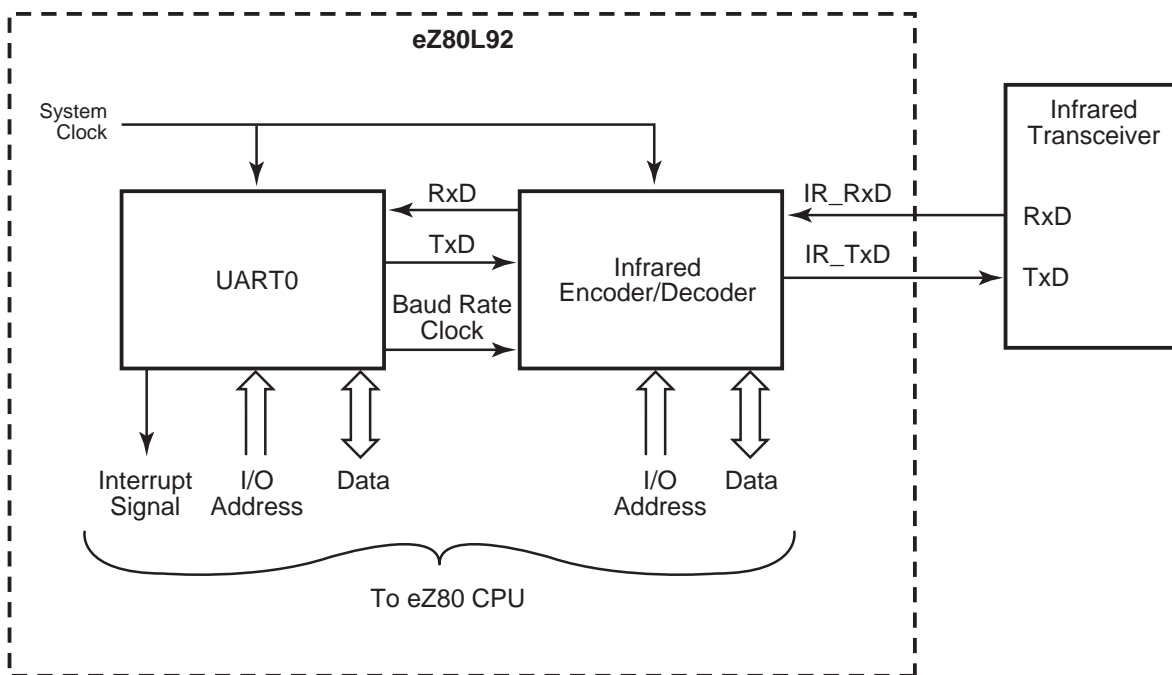 eZ80L92
System
Clock
Infrared
Transceiver
RxD
TxD
IR_RxD
IR_TxD
RxD
TxD
Baud Rate
Clock
UART0
Infrared
Encoder/Decoder
Interrupt
Signal
I/O
Address
Data
I/O
Address
Data
To eZ80 CPU